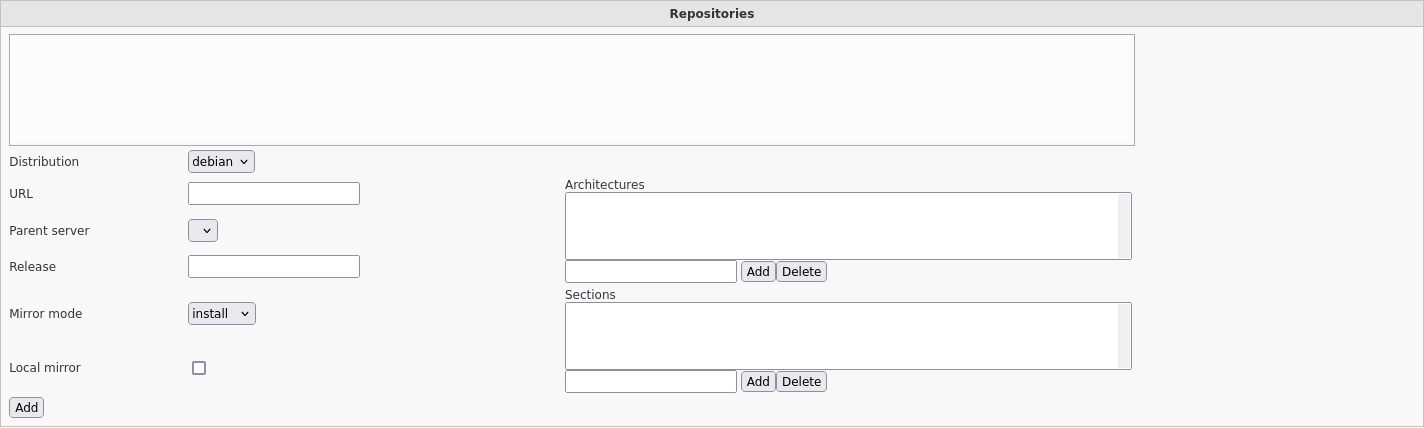 Repositories
Distribution debian
URL
Parent server
Release
Mirror mode install
Local mirror
Add
Architectures
Add Delete
Sections
Add Delete